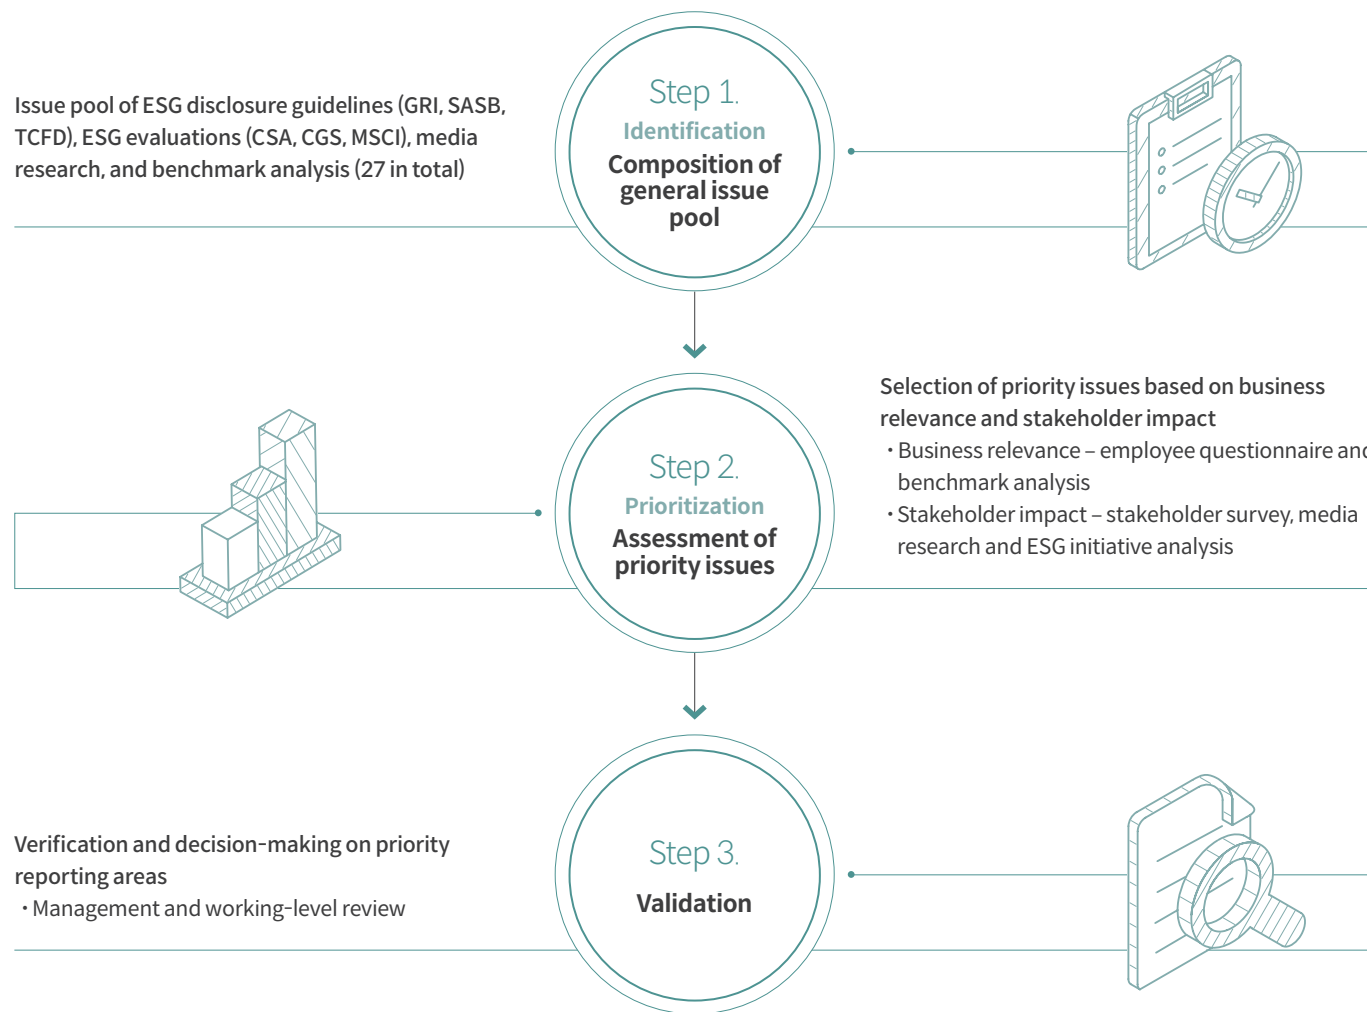 Issue pool of ESG disclosure guidelines (GRI, SASB,
TCFD), ESG evaluations (CSA, CGS, MSCI), media
research, and benchmark analysis (27 in total)
Step 1.
Identification
Composition of
general issue
pool
Step 2.
Prioritization
Assessment of
priority issues
Selection of priority issues based on business
relevance and stakeholder impact
· Business relevance – employee questionnaire and
benchmark analysis
· Stakeholder impact – stakeholder survey, media
research and ESG initiative analysis
Verification and decision-making on priority
reporting areas
· Management and working-level review
Step 3.
Validation